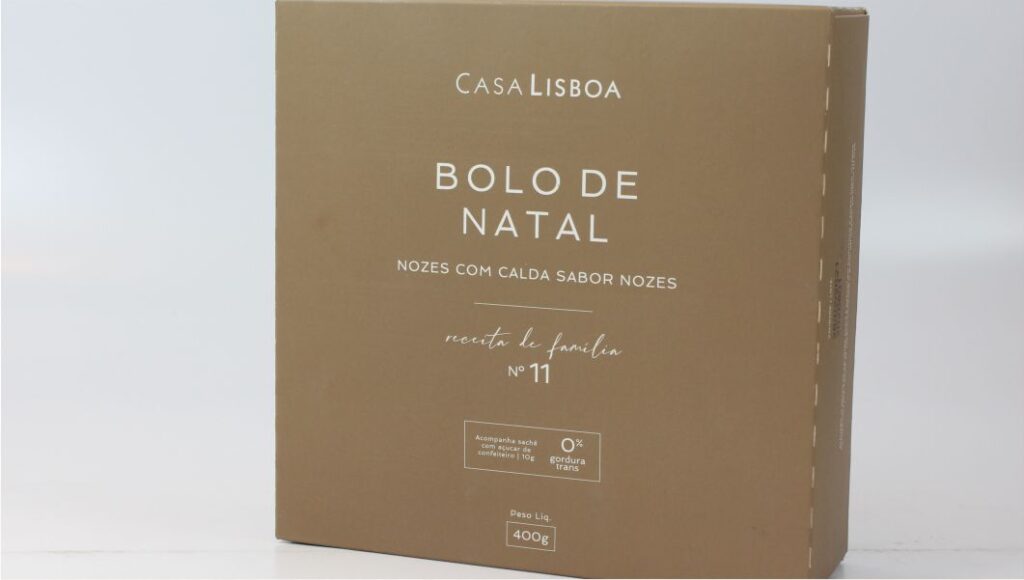 CASA LISBOA
BOLO DE
NATAL
NOZES COM CALDA SABOR NOZES
receita de família
Nº 11
Acompanha sachê
com açúcar de
confeiteiro | 10g
0%
gordura
trans
Peso Líq.
400g